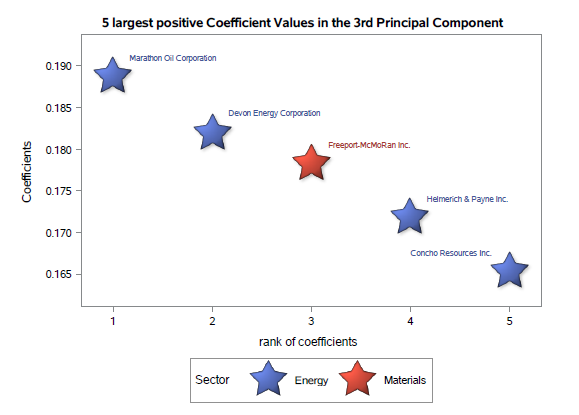 5 largest positive Coefficient Values in the 3rd Principal Component
Marathon Oil Corporation
0.190
0.185
Devon Energy Corporation
0.180
Freeport-McMoRan Inc.
0.175
Helmerich & Payne Inc.
0.170
Concho Resources Inc.
0.165
Coefficients
1 2 3 4 5
rank of coefficients
Sector Energy Materials